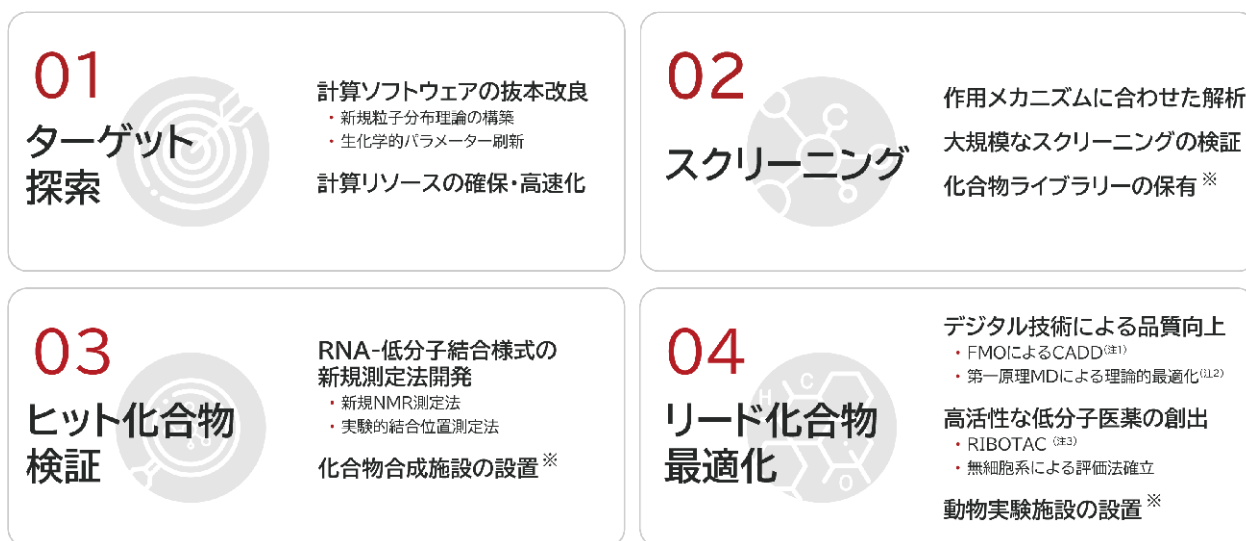 01
ターゲット
探索
計算ソフトウェアの抜本改良
・新規粒子分布理論の構築
・生化学的パラメーター刷新
計算リソースの確保・高速化
02
スクリーニング
作用メカニズムに合わせた解析
大規模なスクリーニングの検証
化合物ライブラリーの保有※
03
ヒット化合物
検証
RNA-低分子結合様式の
新規測定法開発
・新規NMR測定法
・実験的結合位置測定法
化合物合成施設の設置※
04
リード化合物
最適化
デジタル技術による品質向上
・FMOによるCADD(注1)
・第一原理MDによる理論的最適化(注2)
高活性な低分子医薬の創出
・RIBOTAC (注3)
・無細胞系による評価法確立
動物実験施設の設置※
H
C
O